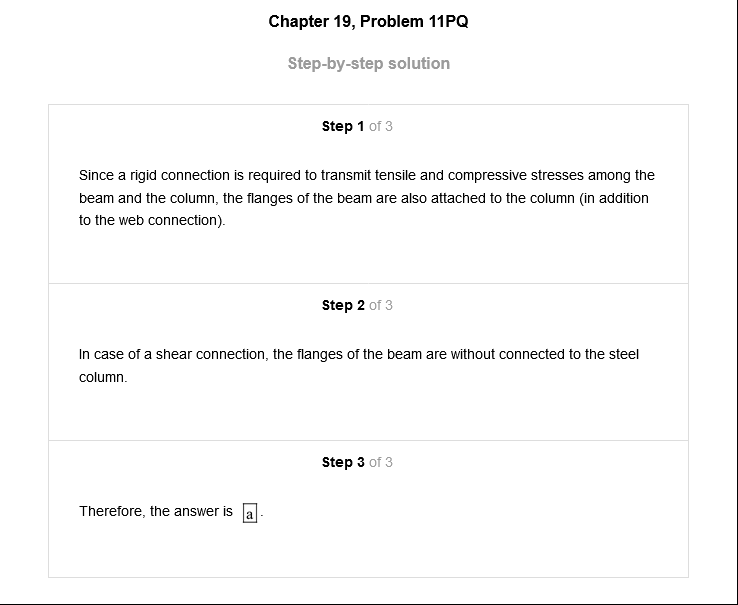 Chapter 19, Problem 11PQ
Step-by-step solution
Step 1 of 3
Since a rigid connection is required to transmit tensile and compressive stresses among the
beam and the column, the flanges of the beam are also attached to the column (in addition
to the web connection).
Step 2 of 3
In case of a shear connection, the flanges of the beam are without connected to the steel
column.
Step 3 of 3
Therefore, the answer is a .